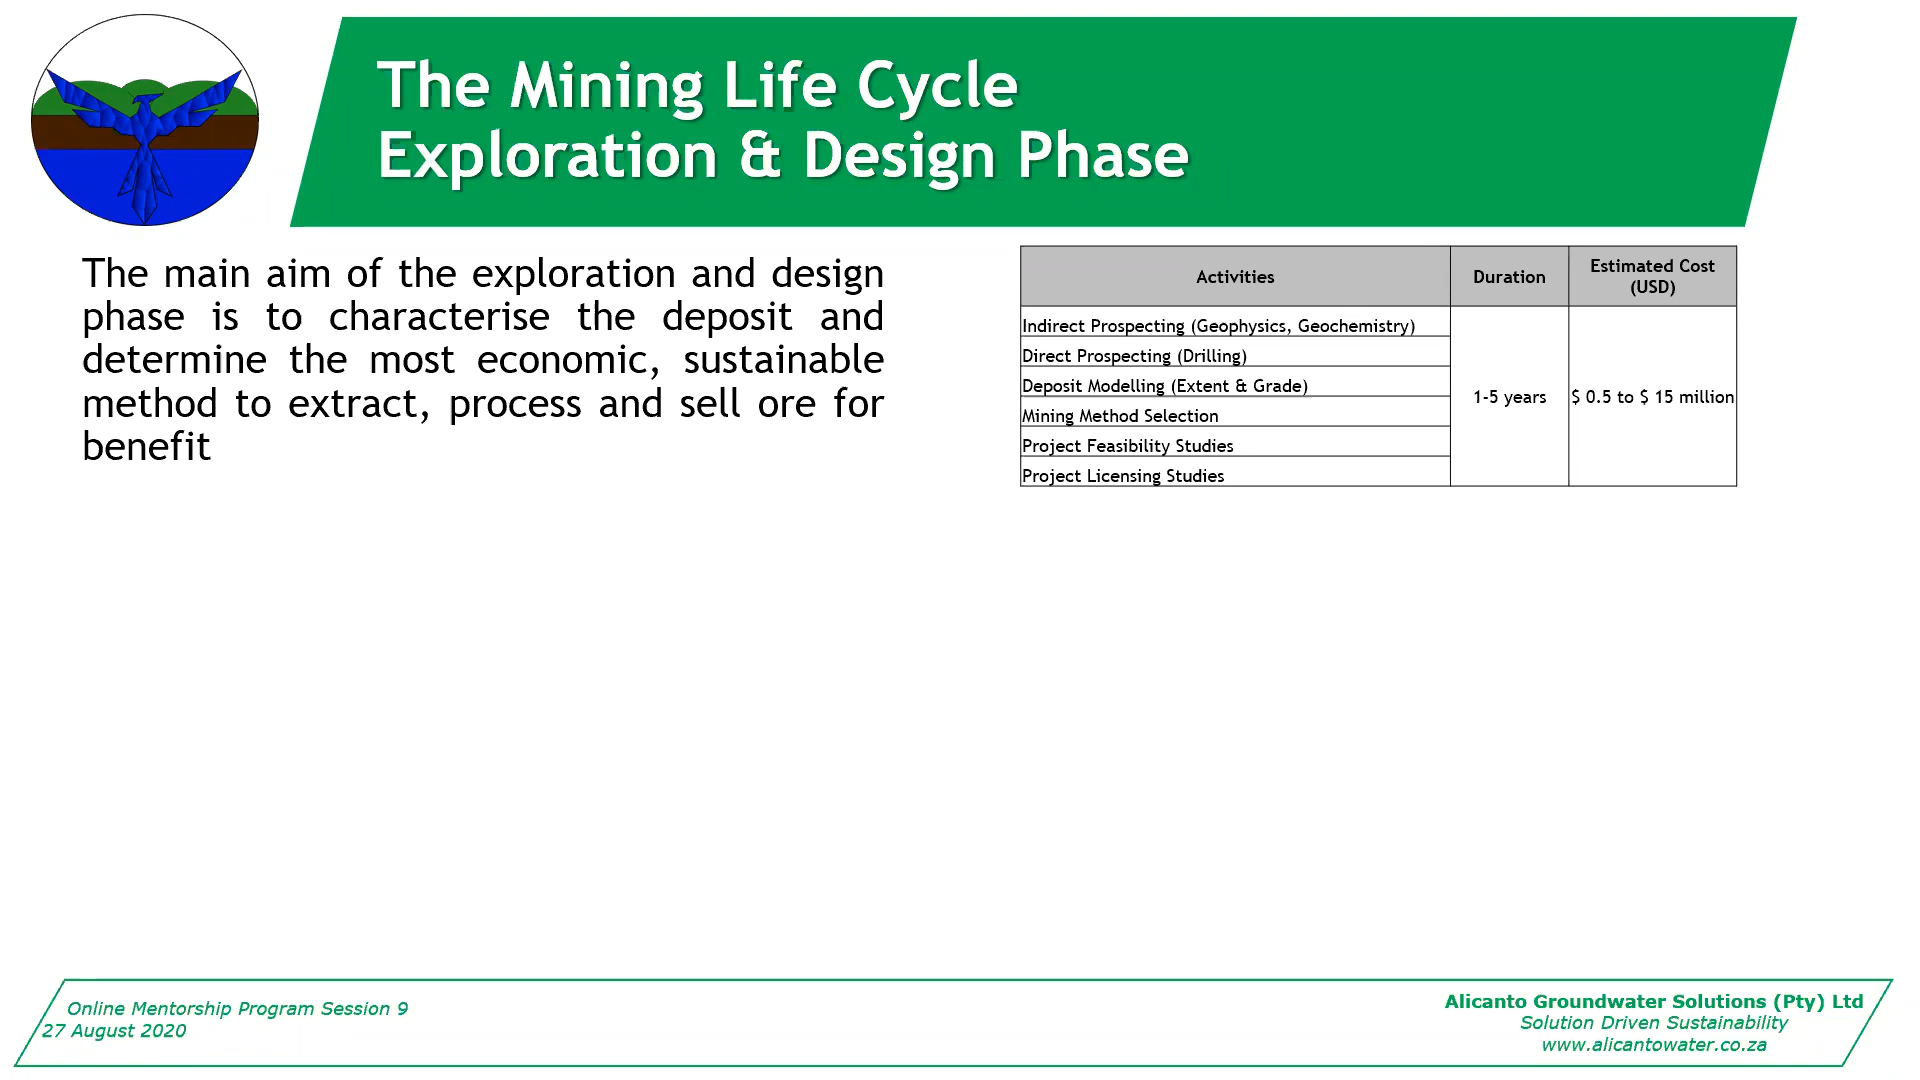 The Mining Life Cycle
Exploration & Design Phase
The main aim of the exploration and design
phase is to characterise the deposit and
determine the most economic, sustainable
method to extract, process and sell ore for
benefit
Activities
Duration
Estimated Cost
(USD)
Indirect Prospecting (Geophysics, Geochemistry)
Direct Prospecting (Drilling)
Deposit Modelling (Extent & Grade)
Mining Method Selection
Project Feasibility Studies
Project Licensing Studies
1-5 years
$ 0.5 to $ 15 million
Online Mentorship Program Session 9
27 August 2020
Alicanto Groundwater Solutions (Pty) Ltd
Solution Driven Sustainability
www.alicantowater.co.za